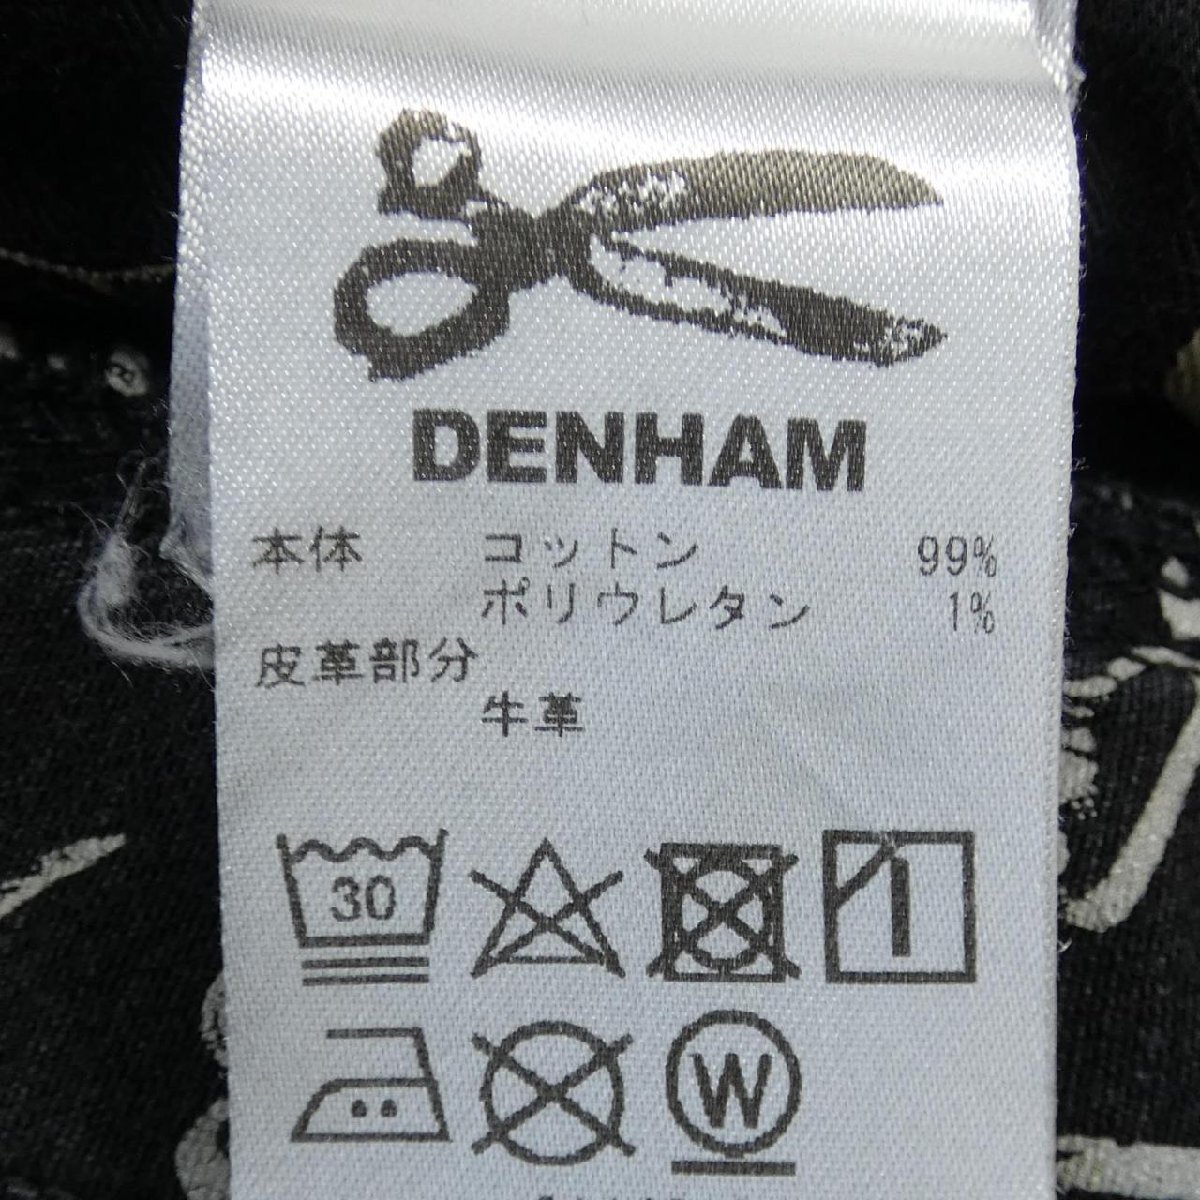 DENHAM
本体 コットン 99%
ポリウレタン 1%
皮革部分
牛革
30
W